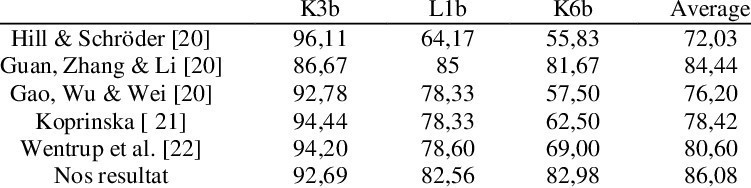 K3b L1b K6b Average
Hill & Schröder [20] 96,11 64,17 55,83 72,03
Guan, Zhang & Li [20] 86,67 85 81,67 84,44
Gao, Wu & Wei [20] 92,78 78,33 57,50 76,20
Koprinska [ 21] 94,44 78,33 62,50 78,42
Wentrup et al. [22] 94,20 78,60 69,00 80,60
Nos resultat 92,69 82,56 82,98 86,08